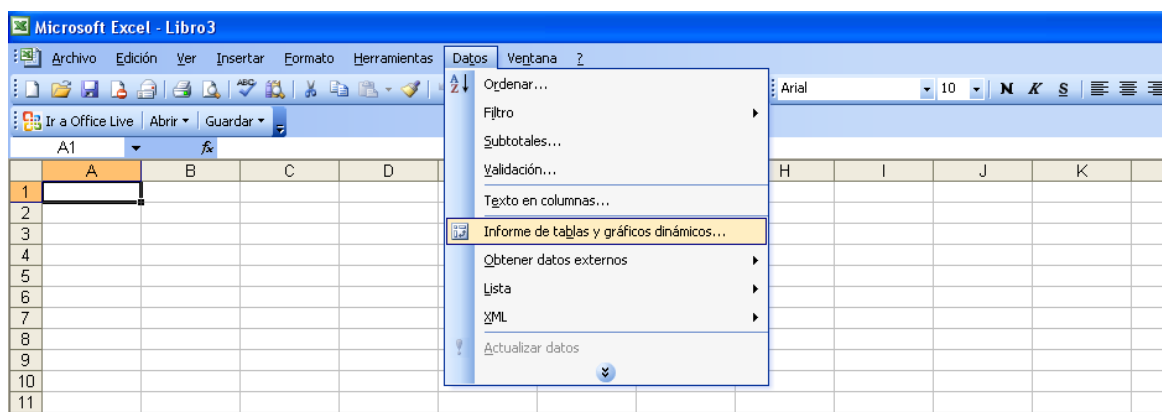 Microsoft Excel - Libro3
Archivo Edición Ver Insertar Formato Herramientas Datos Ventana ?
ABC Arial 10 N K S
Ir a Office Live Abrir Guardar
A1 fx
A B C D H I J K
1
2
3
4
5
6
7
8
9
10
11
A
Z
Ordenar...
Filtro
Subtotales...
Validación...
Texto en columnas...
Informe de tablas y gráficos dinámicos...
Obtener datos externos
Lista
XML
Actualizar datos